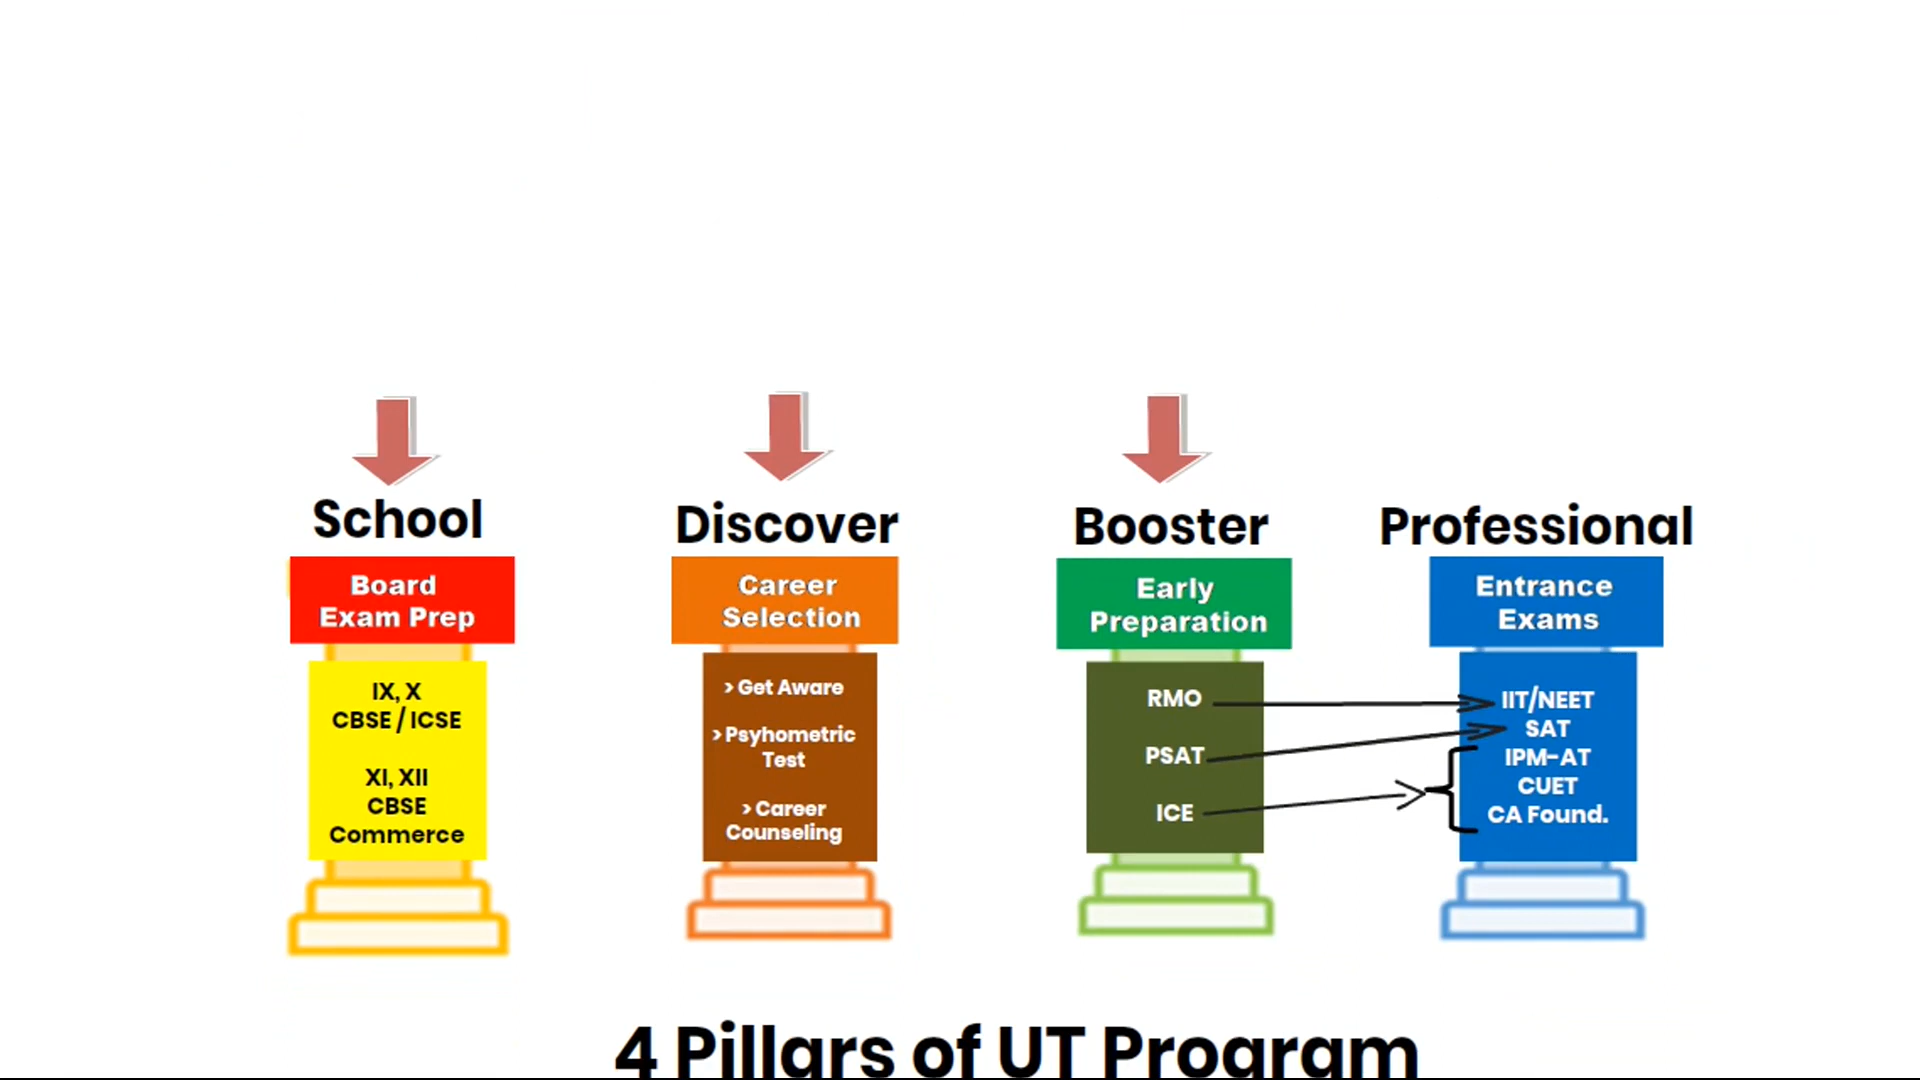 School
Board
Exam Prep
IX, X
CBSE / ICSE
XI, XII
CBSE
Commerce
Discover
Career
Selection
> Get Aware
> Psyhometric
Test
> Career
Counseling
Booster
Early
Preparation
RMO
PSAT
ICE
Professional
Entrance
Exams
IIT/NEET
SAT
IPM-AT
CUET
CA Found.
4 Pillars of UT Program